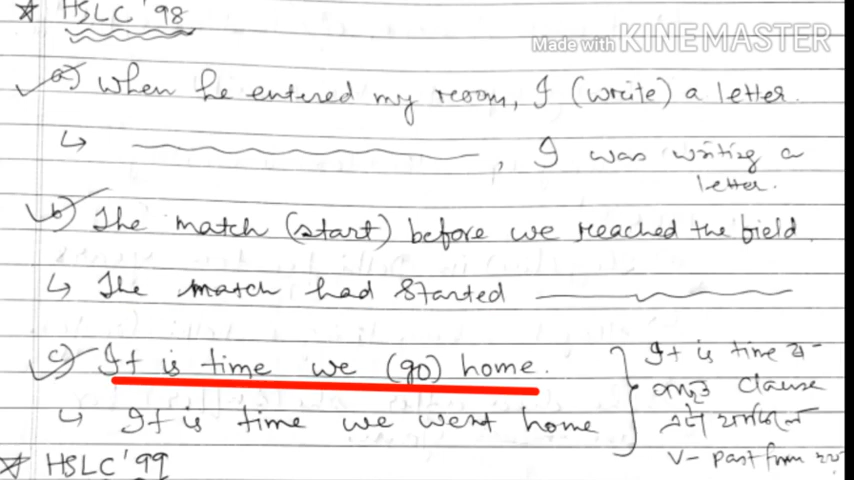 ★ HSLC '98
Made with KINEMASTER
a) When he entered my room, I (write) a letter.
↳ , I was writing a
letter.
b) The match (start) before we reached the field.
↳ The match had started
c) It is time we (go) home.
↳ It is time we went home
It is time
clause
V- past form
★ HSLC '99